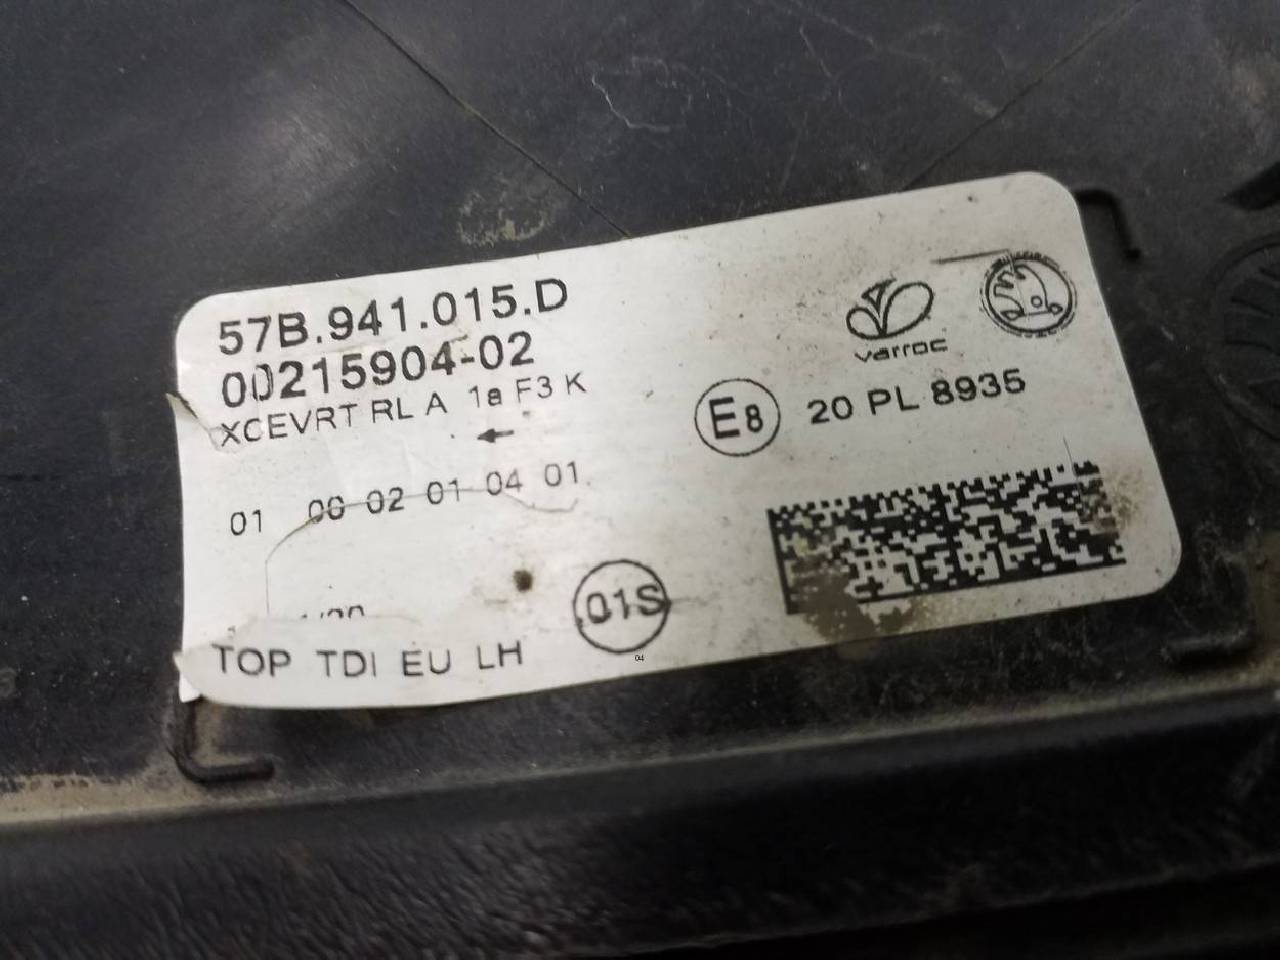 57B.941.015.D
00215904-02
XCEVRT RL A 1a F3 K
varroc
E8 20 PL 8935
01 00 02 01 04 01
01S
TOP TDI EU LH
04